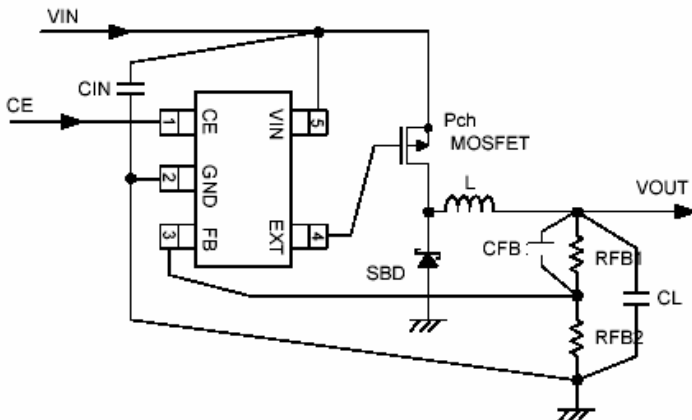 VIN
CIN
CE
1
CE
VIN
5
2
GND
3
FB
EXT
4
Pch
MOSFET
L
VOUT
SBD
CFB
RFB1
CL
RFB2